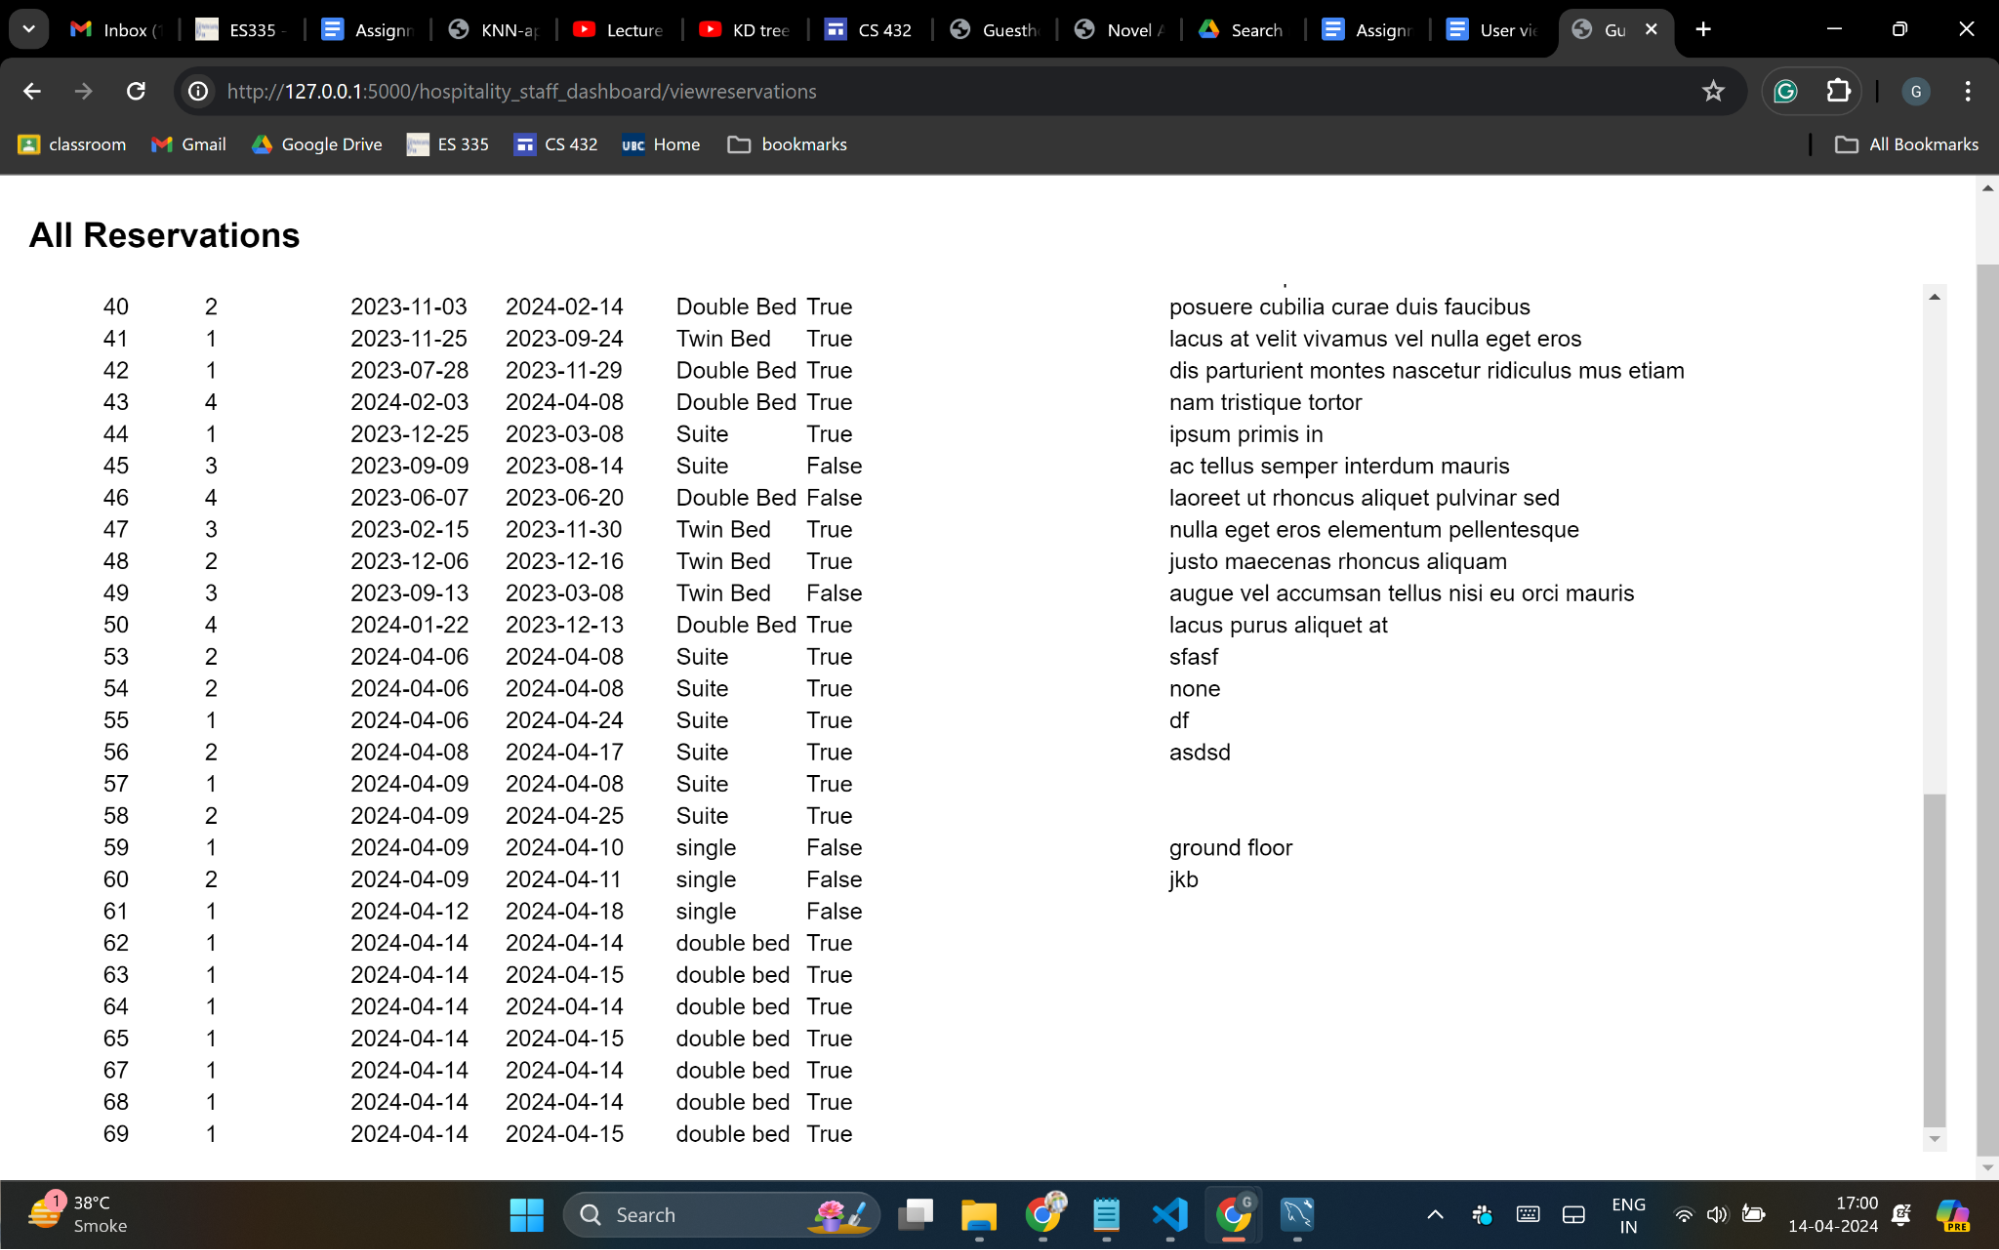 Inbox (
ES335 -
Assignm
KNN-ap
Lecture
KD tree
CS 432
Guesth
Novel A
Search
Assignm
User vi
Gu
http://127.0.0.1:5000/hospitality_staff_dashboard/viewreservations
G
classroom
Gmail
Google Drive
ES 335
CS 432
UBC Home
bookmarks
All Bookmarks
All Reservations
40 2 2023-11-03 2024-02-14 Double Bed True posuere cubilia curae duis faucibus
41 1 2023-11-25 2023-09-24 Twin Bed True lacus at velit vivamus vel nulla eget eros
42 1 2023-07-28 2023-11-29 Double Bed True dis parturient montes nascetur ridiculus mus etiam
43 4 2024-02-03 2024-04-08 Double Bed True nam tristique tortor
44 1 2023-12-25 2023-03-08 Suite True ipsum primis in
45 3 2023-09-09 2023-08-14 Suite False ac tellus semper interdum mauris
46 4 2023-06-07 2023-06-20 Double Bed False laoreet ut rhoncus aliquet pulvinar sed
47 3 2023-02-15 2023-11-30 Twin Bed True nulla eget eros elementum pellentesque
48 2 2023-12-06 2023-12-16 Twin Bed True justo maecenas rhoncus aliquam
49 3 2023-09-13 2023-03-08 Twin Bed False augue vel accumsan tellus nisi eu orci mauris
50 4 2024-01-22 2023-12-13 Double Bed True lacus purus aliquet at
53 2 2024-04-06 2024-04-08 Suite True sfasf
54 2 2024-04-06 2024-04-08 Suite True none
55 1 2024-04-06 2024-04-24 Suite True df
56 2 2024-04-08 2024-04-17 Suite True asdsd
57 1 2024-04-09 2024-04-08 Suite True
58 2 2024-04-09 2024-04-25 Suite True
59 1 2024-04-09 2024-04-10 single False ground floor
60 2 2024-04-09 2024-04-11 single False jkb
61 1 2024-04-12 2024-04-18 single False
62 1 2024-04-14 2024-04-14 double bed True
63 1 2024-04-14 2024-04-15 double bed True
64 1 2024-04-14 2024-04-14 double bed True
65 1 2024-04-14 2024-04-15 double bed True
67 1 2024-04-14 2024-04-14 double bed True
68 1 2024-04-14 2024-04-14 double bed True
69 1 2024-04-14 2024-04-15 double bed True
1
38°C
Smoke
Search
G
ENG
IN
17:00
14-04-2024
PRE